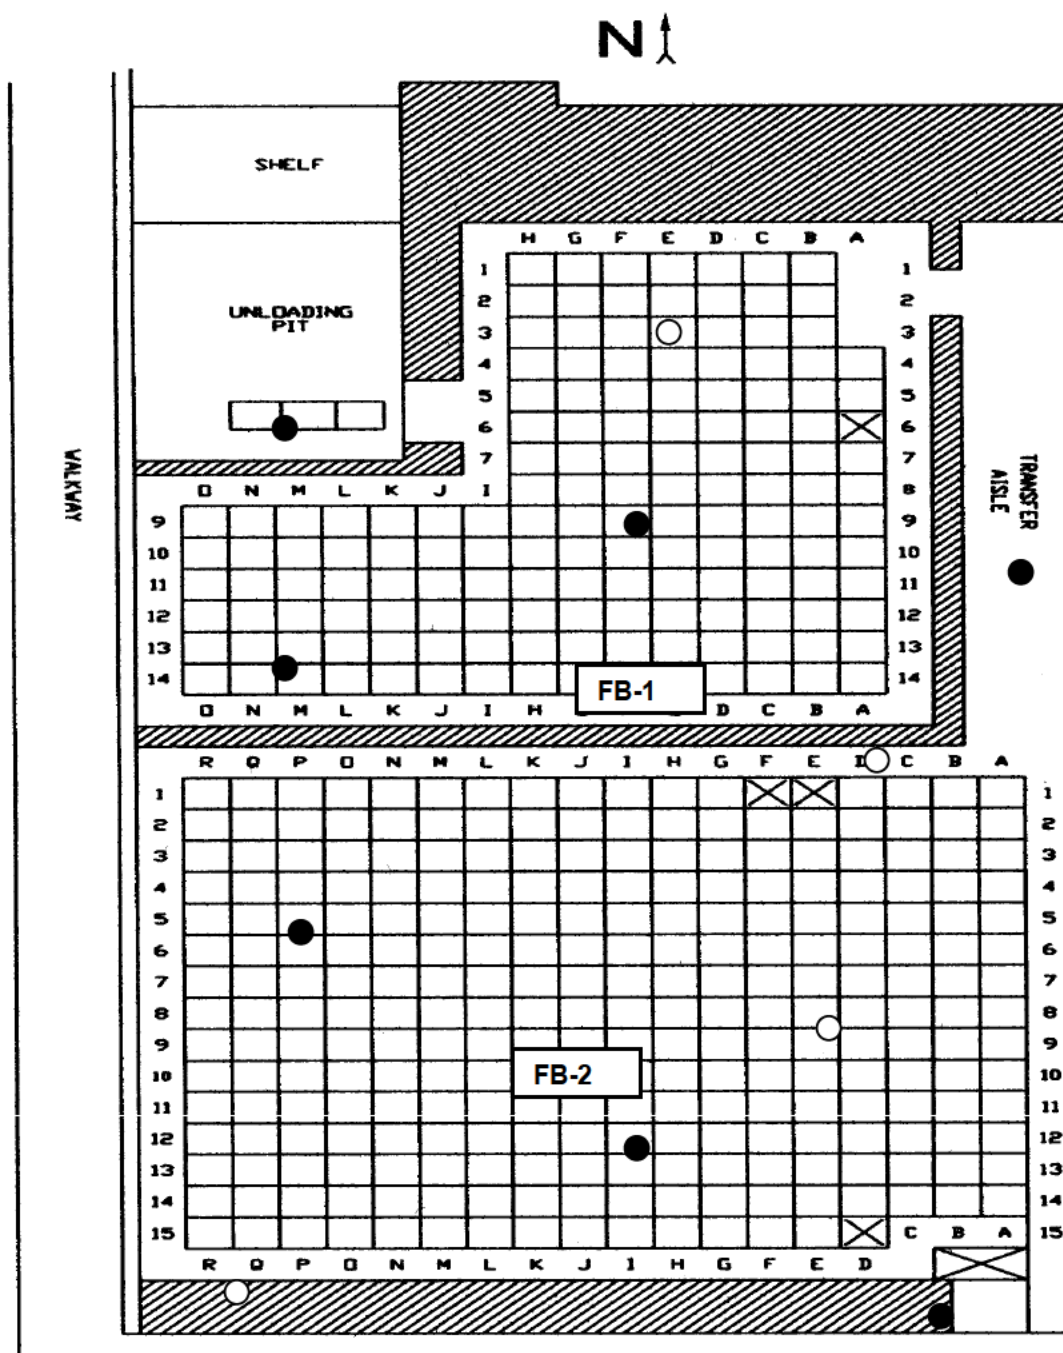 N
SHELF
H G F E D C B A
1 1
2 2
UNLOADING
PIT
3 3
4 4
5 5
6 6
7 7
WALKWAY
TRANSFER
AISLE
O N M L K J I
8
9 9
10 10
11 11
12 12
13 13
14 14
FB-1
O N M L K J I H D C B A
R Q P O N M L K J I H G F E D C B A
1 1
2 2
3 3
4 4
5 5
6 6
7 7
8 8
9 9
10 10
FB-2
11 11
12 12
13 13
14 14
15 C B A 15
R Q P O N M L K J I H G F E D